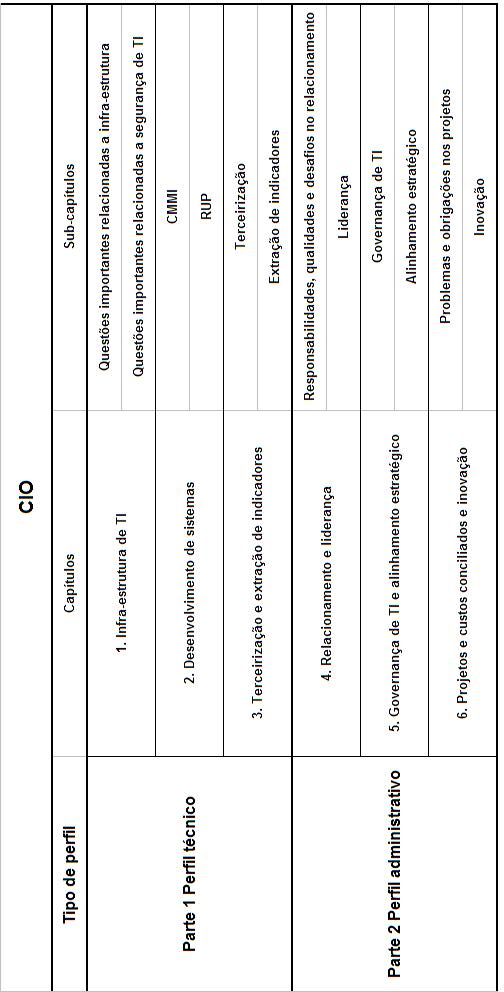 CIO
Tipo de perfil
Capítulos
Sub-capítulos
Parte 1 Perfil técnico
1. Infra-estrutura de TI
Questões importantes relacionadas a infra-estrutura
Questões importantes relacionadas a segurança de TI
2. Desenvolvimento de sistemas
CMMI
RUP
3. Terceirização e extração de indicadores
Terceirização
Extração de indicadores
Parte 2 Perfil administrativo
4. Relacionamento e liderança
Responsabilidades, qualidades e desafios no relacionamento
Liderança
5. Governança de TI e alinhamento estratégico
Governança de TI
Alinhamento estratégico
6. Projetos e custos conciliados e inovação
Problemas e obrigações nos projetos
Inovação